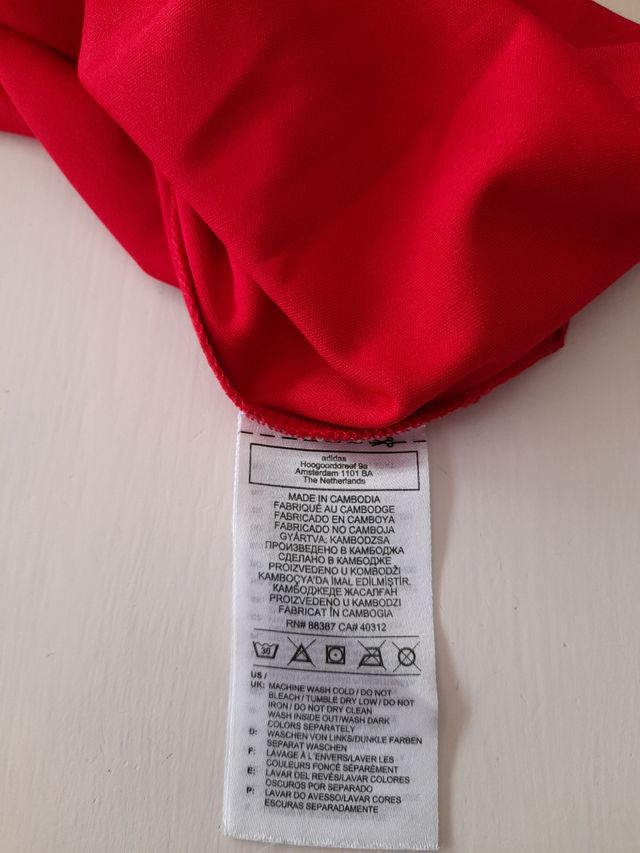 adidas
Hoogoorddreef 9a
Amsterdam 1101 BA
The Netherlands
MADE IN CAMBODIA
FABRIQUÉ AU CAMBODGE
FABRICADO EN CAMBOYA
FABRICADO NO CAMBOJA
GYÁRTVA: KAMBODZSA
ПРОИЗВЕДЕНО В КАМБОДЖА
СДЕЛАНО В КАМБОДЖЕ
PROIZVEDENO U KOMBODŽI
KAMBOÇYA'DA İMAL EDİLMİŞTİR.
КАМБОДЖЕДЕ ЖАСАЛҒАН
PROIZVEDENO U KAMBODZI
FABRICAT ÎN CAMBOGIA
RN# 88387 CA# 40312
30
US /
UK: MACHINE WASH COLD / DO NOT
BLEACH / TUMBLE DRY LOW / DO NOT
IRON / DO NOT DRY CLEAN
WASH INSIDE OUT/WASH DARK
COLORS SEPARATELY
D: WASCHEN VON LINKS/DUNKLE FARBEN
SEPARAT WASCHEN
F: LAVAGE À L'ENVERS/LAVER LES
COULEURS FONCÉ SÉPARÉMENT
E: LAVAR DEL REVÉS/LAVAR COLORES
OSCUROS POR SEPARADO
P: LAVAR DO AVESSO/LAVAR CORES
ESCURAS SEPARADAMENTE